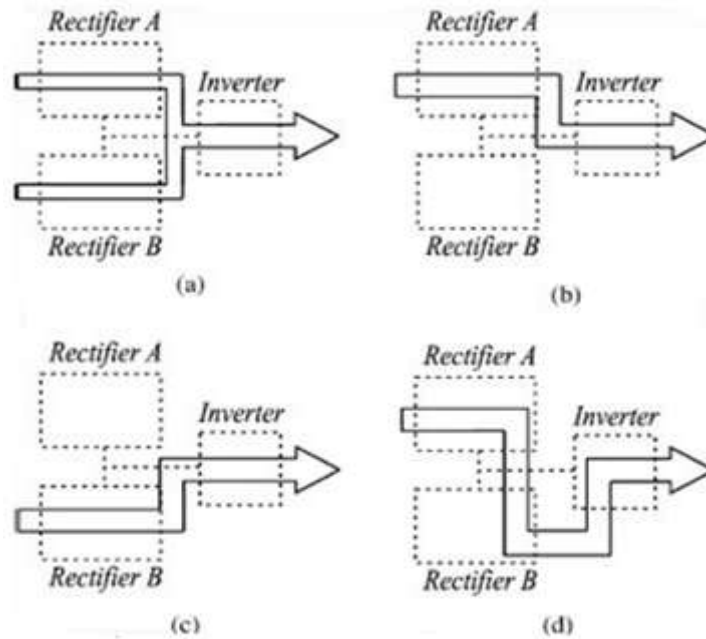 Rectifier A
Inverter
Rectifier B
(a)
Rectifier A
Inverter
Rectifier B
(b)
Rectifier A
Inverter
Rectifier B
(c)
Rectifier A
Inverter
Rectifier B
(d)